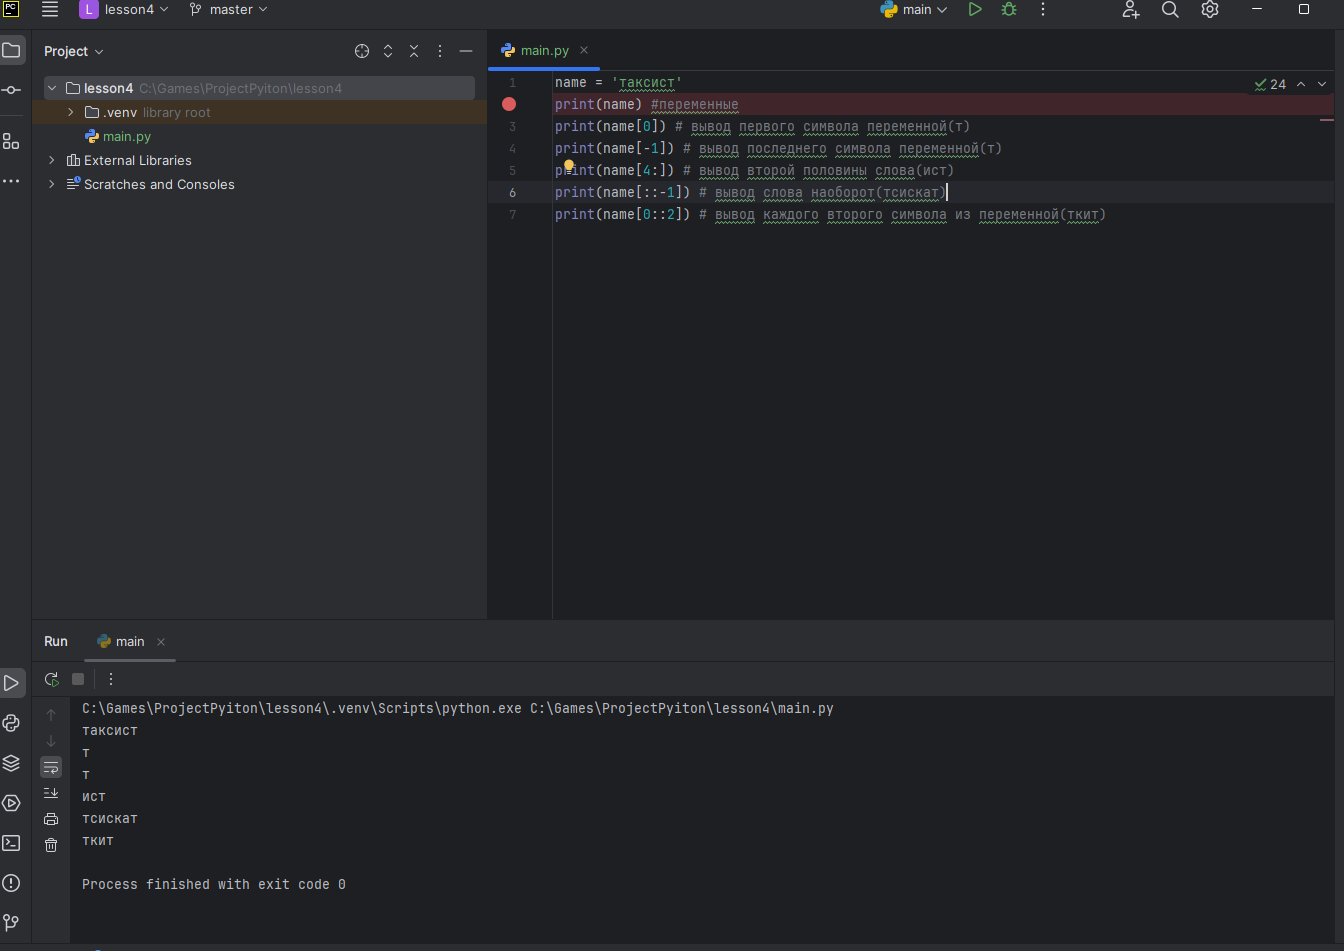 PC
L lesson4 master main
Project
main.py
lesson4 C:\Games\ProjectPyiton\lesson4
.venv library root
main.py
External Libraries
Scratches and Consoles
24
1 name = 'таксист'
print(name) #переменные
3 print(name[0]) # вывод первого символа переменной(т)
4 print(name[-1]) # вывод последнего символа переменной(т)
5 print(name[4:]) # вывод второй половины слова(ист)
6 print(name[::-1]) # вывод слова наоборот(тсискат)
7 print(name[0::2]) # вывод каждого второго символа из переменной(ткит)
Run main
C:\Games\ProjectPyiton\lesson4\.venv\Scripts\python.exe C:\Games\ProjectPyiton\lesson4\main.py
таксист
т
т
ист
тсискат
ткит
Process finished with exit code 0